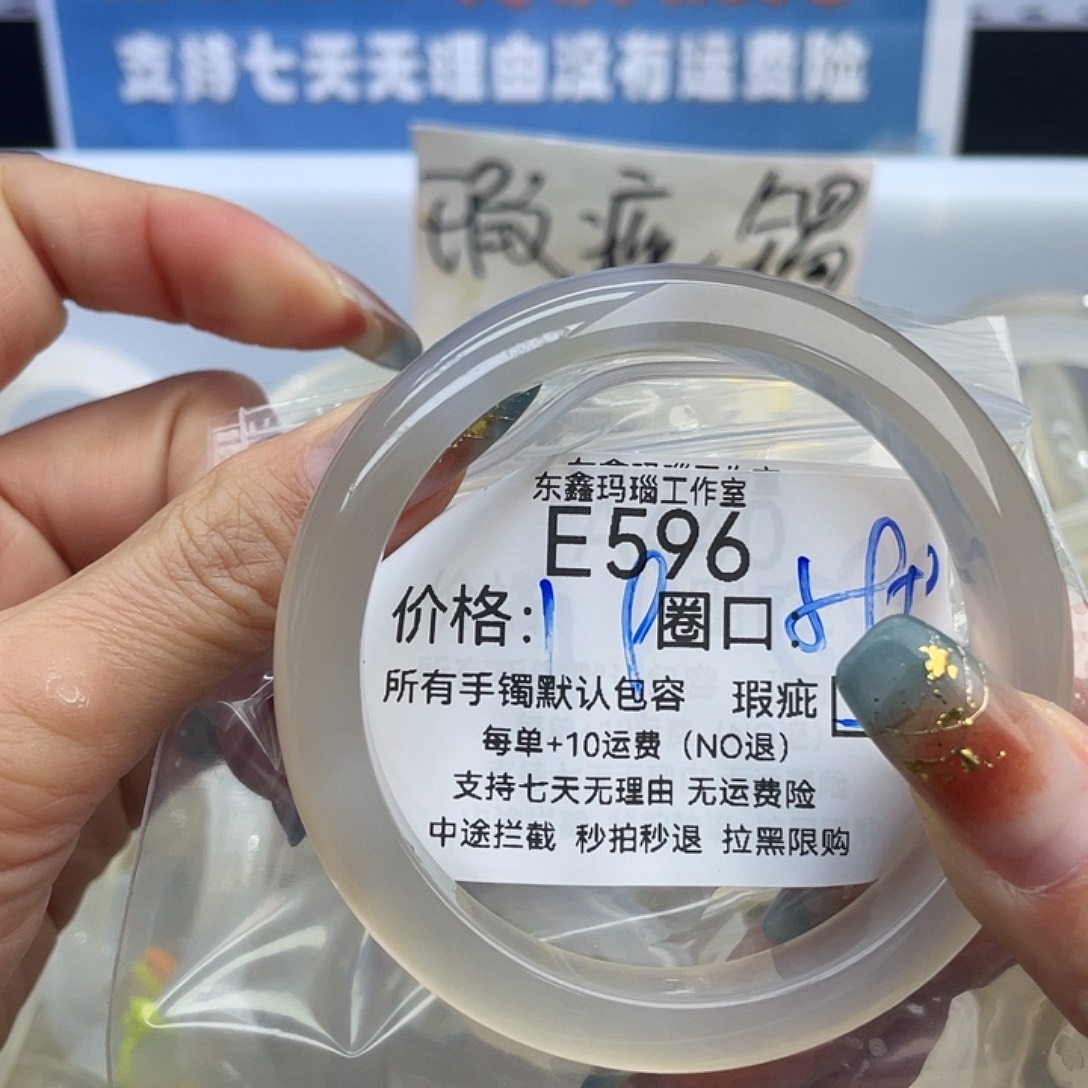 支持七天无理由没有运费险
瑕疵镯
东鑫玛瑙工作室
E596
价格: 圈口:
所有手镯默认包容 瑕疵
每单+10运费（NO退）
支持七天无理由 无运费险
中途拦截 秒拍秒退 拉黑限购